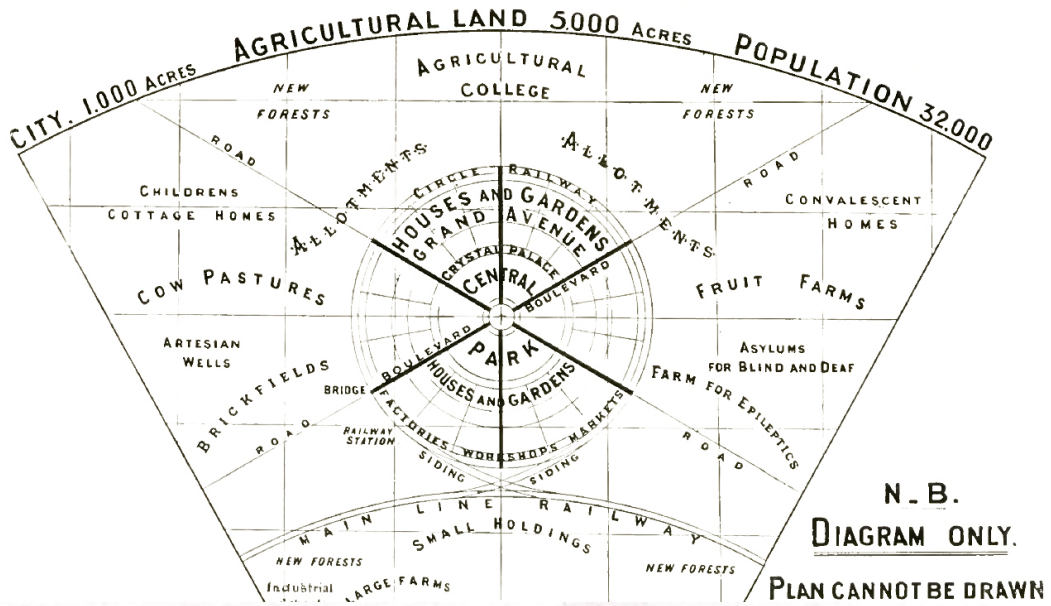 CITY. 1.000 ACRES AGRICULTURAL LAND 5.000 ACRES POPULATION 32.000
AGRICULTURAL
COLLEGE
NEW
FORESTS
NEW
FORESTS
ROAD
ROAD
ALLOTMENTS
ALLOTMENTS
CHILDRENS
COTTAGE HOMES
CONVALESCENT
HOMES
CIRCLE RAILWAY
HOUSES AND GARDENS
GRAND AVENUE
CRYSTAL PALACE
CENTRAL
BOULEVARD
COW PASTURES
FRUIT FARMS
BOULEVARD
PARK
HOUSES AND GARDENS
ARTESIAN
WELLS
ASYLUMS
FOR BLIND AND DEAF
BRICKFIELDS
BRIDGE
FARM FOR EPILEPTICS
FACTORIES. WORKSHOPS MARKETS
ROAD
RAILWAY
STATION
ROAD
SIDING
SIDING
MAIN LINE RAILWAY
SMALL HOLDINGS
NEW FORESTS
NEW FORESTS
Industrial
LARGE FARMS
N_B.
DIAGRAM ONLY.
PLAN CANNOT BE DRAWN